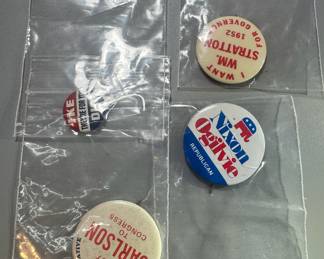 I WANT
WM.
STRATTON
FOR GOVERNOR
1952
IKE
Nixon
Ogilvie
REPUBLICAN
CARLSON
TO
CONGRESS